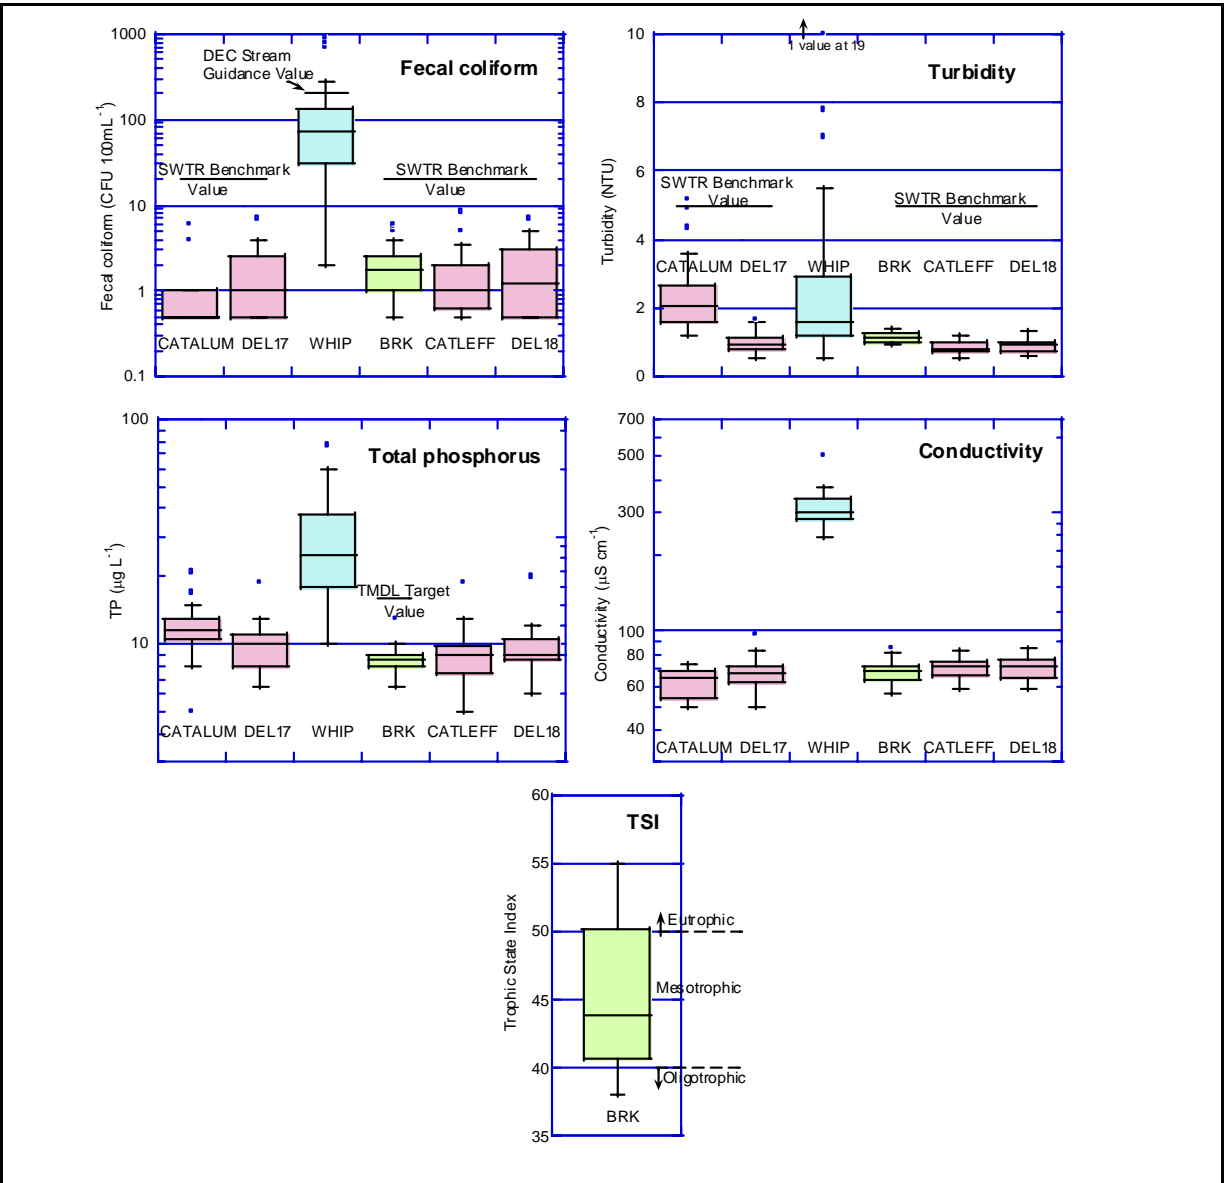 1000
100
10
1
0.1
Fecal coliform (CFU 100mL⁻¹)
DEC Stream
Guidance Value
Fecal coliform
SWTR Benchmark
Value
SWTR Benchmark
Value
CATALUM DEL17 WHIP BRK CATLEFF DEL18
10
8
6
4
2
0
Turbidity (NTU)
1 value at 19
Turbidity
SWTR Benchmark
Value
SWTR Benchmark
Value
CATALUM DEL17 WHIP BRK CATLEFF DEL18
100
10
TP (µg L⁻¹)
Total phosphorus
TMDL Target
Value
CATALUM DEL17 WHIP BRK CATLEFF DEL18
700
500
300
100
80
60
40
Conductivity (µS cm⁻¹)
Conductivity
CATALUM DEL17 WHIP BRK CATLEFF DEL18
60
55
50
45
40
35
Trophic State Index
TSI
Eutrophic
Mesotrophic
Oligotrophic
BRK